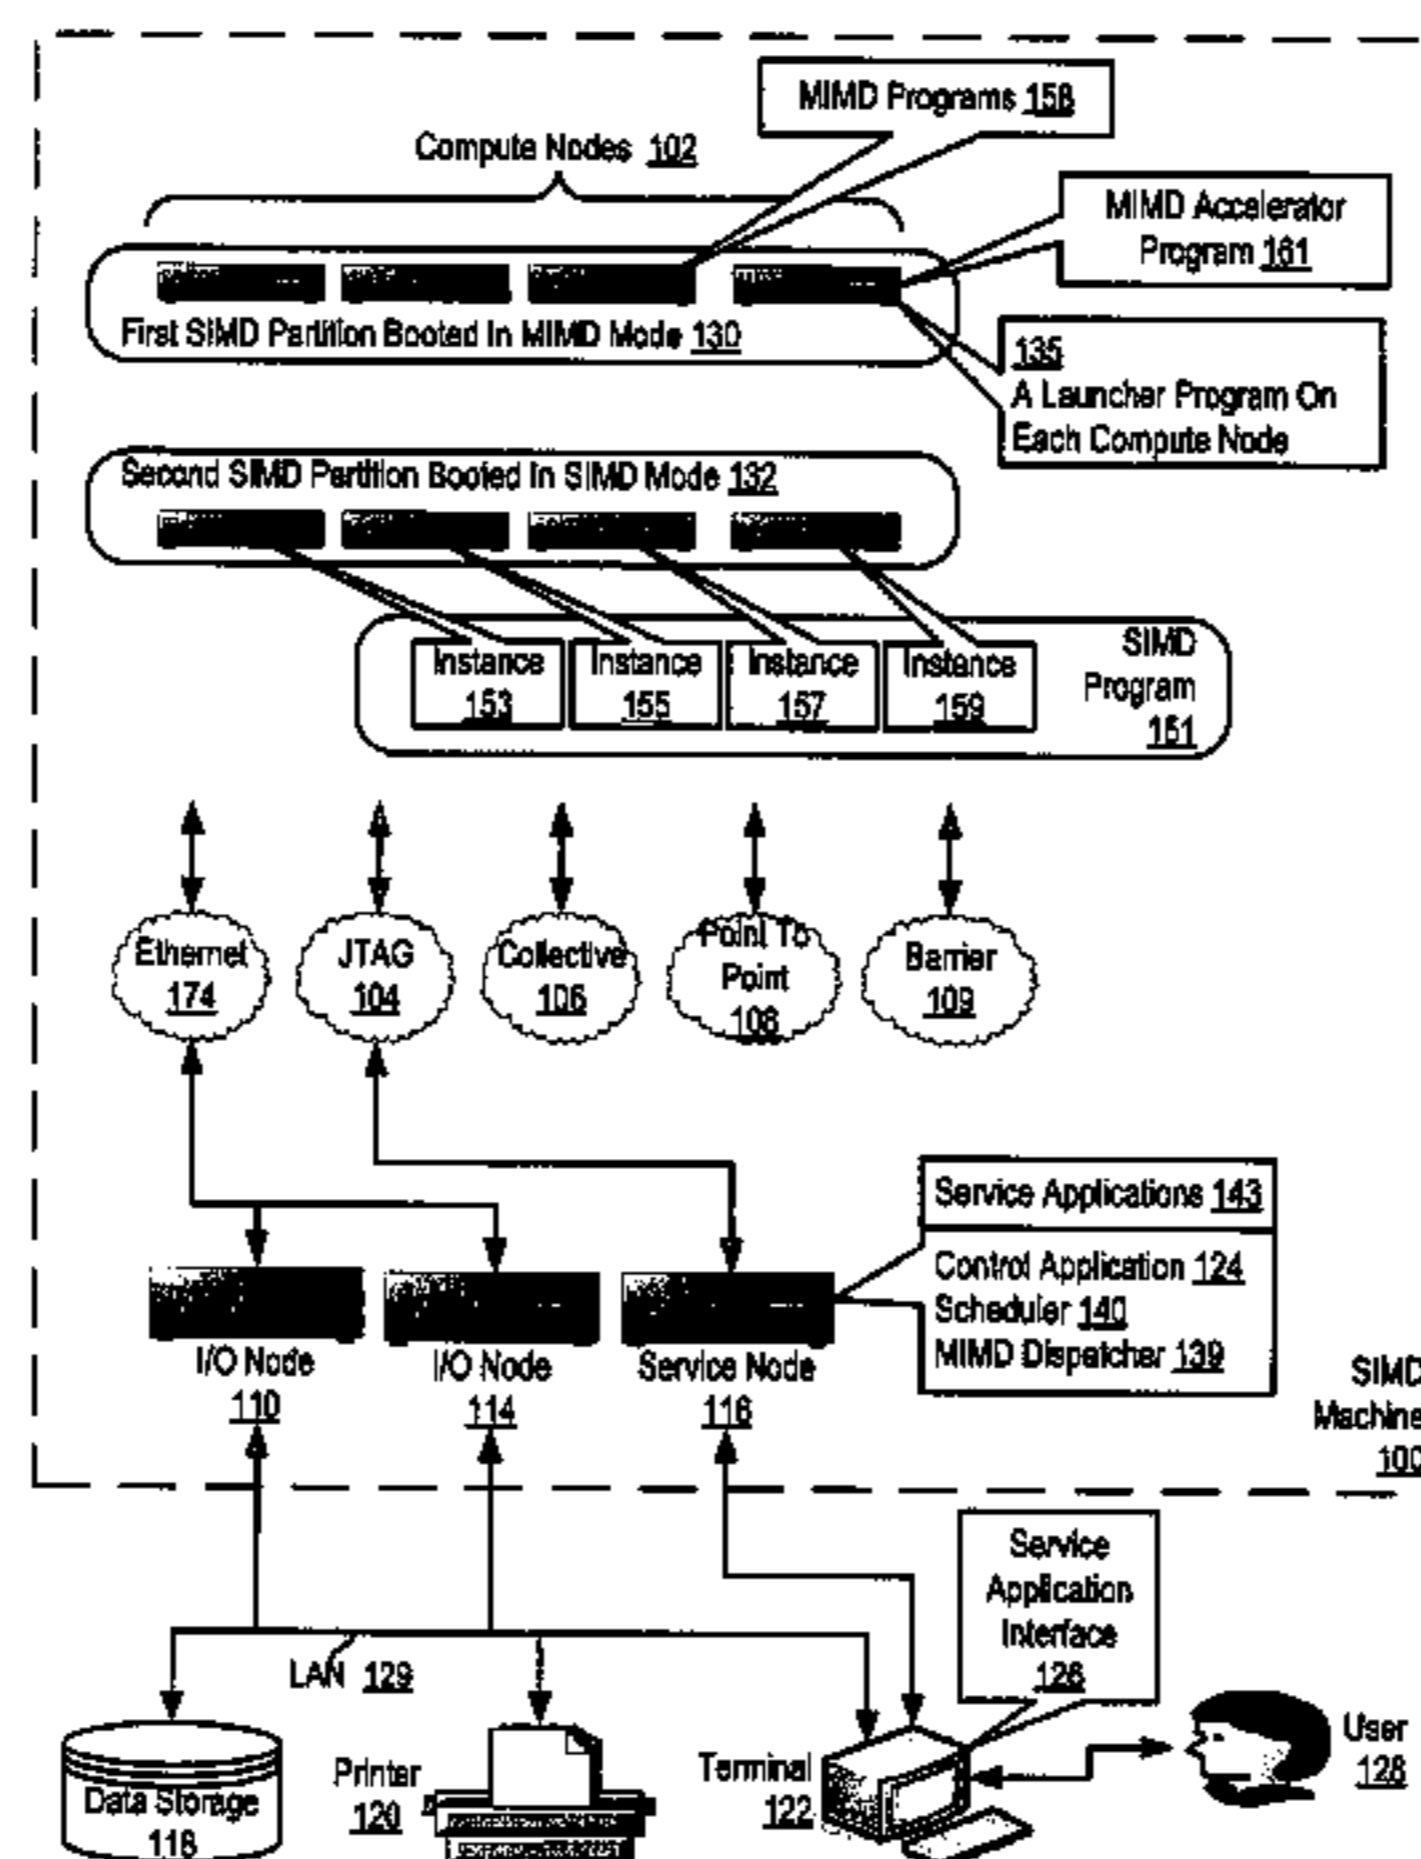 MIMD Programs 158
Compute Nodes 102
MIMD Accelerator
Program 161
First SIMD Partition Booted In MIMD Mode 130
135
A Launcher Program On
Each Compute Node
Second SIMD Partition Booted In SIMD Mode 132
Instance
153
Instance
155
Instance
157
Instance
159
SIMD
Program
151
Ethernet
174
JTAG
104
Collective
106
Point To
Point
108
Barrier
109
Service Applications 143
Control Application 124
Scheduler 140
MIMD Dispatcher 139
I/O Node
110
I/O Node
114
Service Node
116
SIMD
Machine
100
Service
Application
Interface
126
LAN 129
Data Storage
118
Printer
120
Terminal
122
User
128